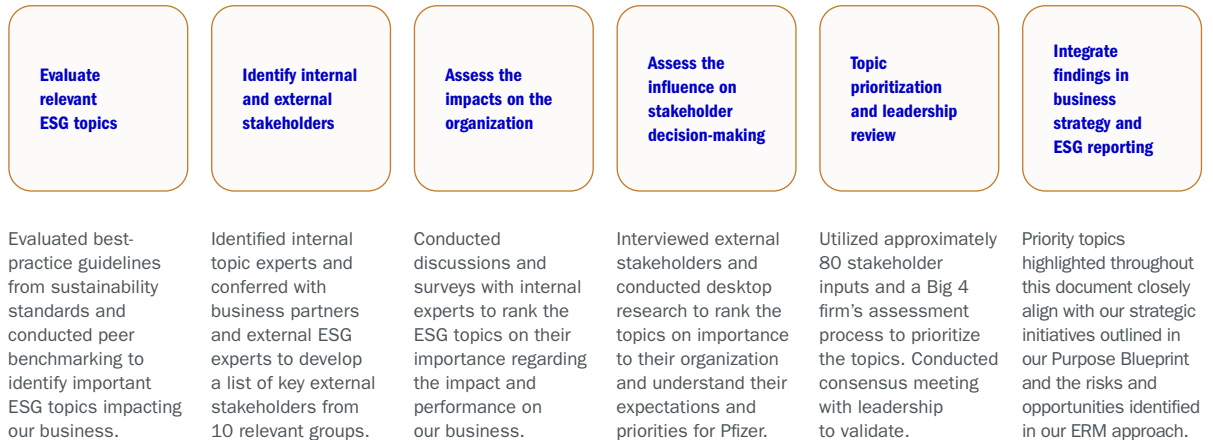 Evaluate
relevant
ESG topics
Identify internal
and external
stakeholders
Assess the
impacts on the
organization
Assess the
influence on
stakeholder
decision-making
Topic
prioritization
and leadership
review
Integrate
findings in
business
strategy and
ESG reporting
Evaluated best-
practice guidelines
from sustainability
standards and
conducted peer
benchmarking to
identify important
ESG topics impacting
our business.
Identified internal
topic experts and
conferred with
business partners
and external ESG
experts to develop
a list of key external
stakeholders from
10 relevant groups.
Conducted
discussions and
surveys with internal
experts to rank the
ESG topics on their
importance regarding
the impact and
performance on
our business.
Interviewed external
stakeholders and
conducted desktop
research to rank the
topics on importance
to their organization
and understand their
expectations and
priorities for Pfizer.
Utilized approximately
80 stakeholder
inputs and a Big 4
firm’s assessment
process to prioritize
the topics. Conducted
consensus meeting
with leadership
to validate.
Priority topics
highlighted throughout
this document closely
align with our strategic
initiatives outlined in
our Purpose Blueprint
and the risks and
opportunities identified
in our ERM approach.